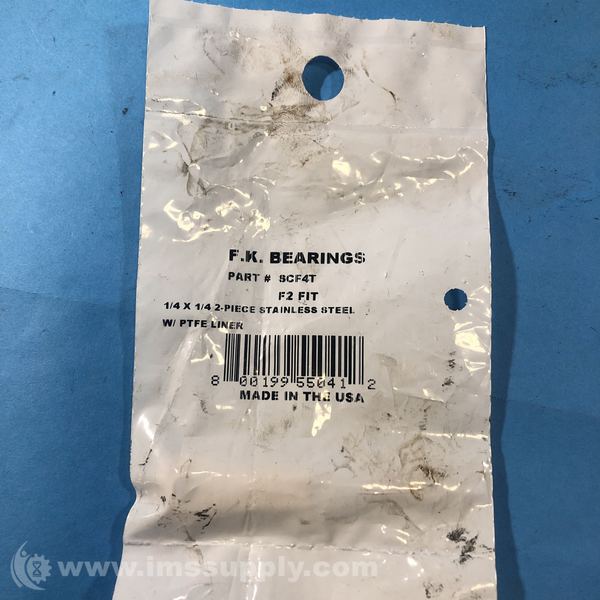 F.K. BEARINGS
PART # SCF4T
F2 FIT
1/4 X 1/4 2-PIECE STAINLESS STEEL
W/ PTFE LINER
8 00199 55041 2
MADE IN THE USA
www.imssupply.com